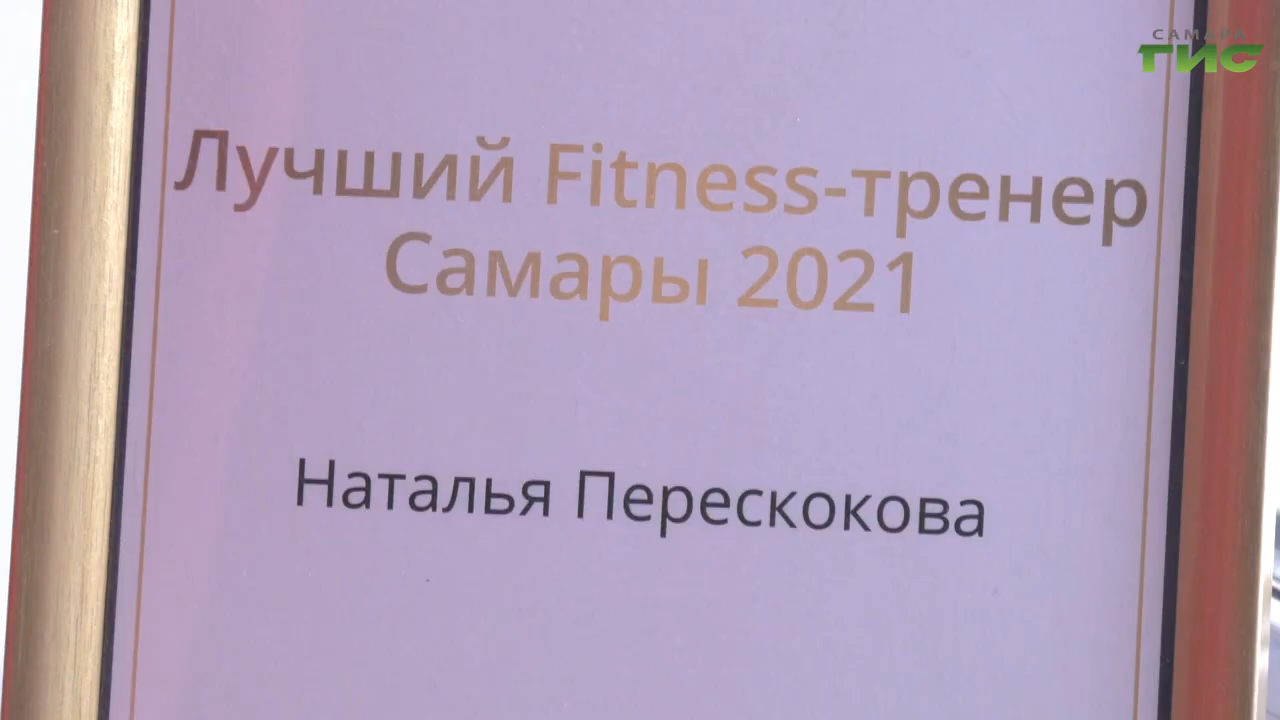 САМАРА
ГИС
Лучший Fitness-тренер
Самары 2021
Наталья Перескокова